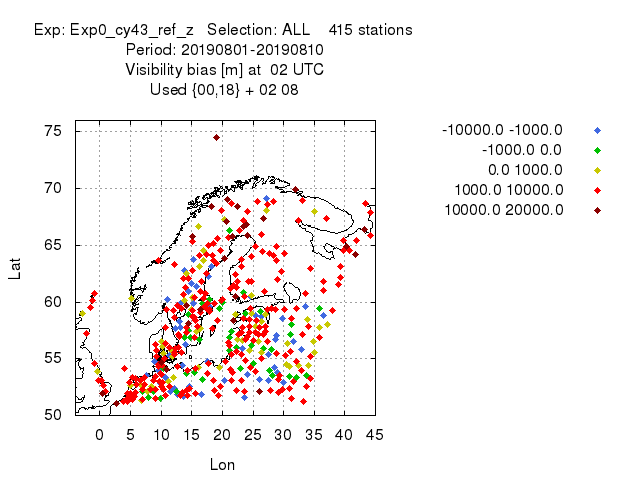 Exp: Exp0_cy43_ref_z Selection: ALL 415 stations
Period: 20190801-20190810
Visibility bias [m] at 02 UTC
Used {00,18} + 02 08
-10000.0 -1000.0
-1000.0 0.0
0.0 1000.0
1000.0 10000.0
10000.0 20000.0
75
70
65
60
55
50
Lat
0 5 10 15 20 25 30 35 40 45
Lon